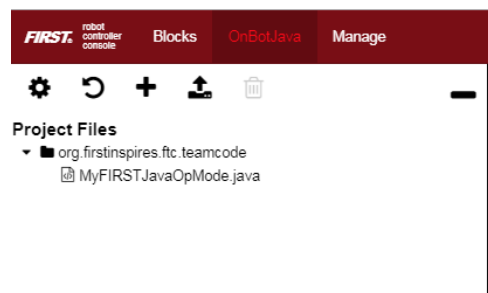 FIRST. robot controller console Blocks OnBotJava Manage
Project Files
org.firstinspires.ftc.teamcode
MyFIRSTJavaOpMode.java